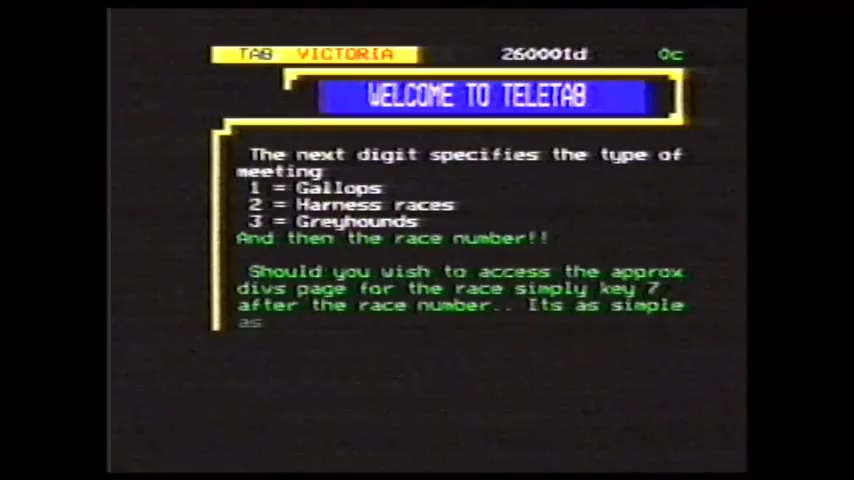 TAB VICTORIA 260001d 0c
WELCOME TO TELETAB
The next digit specifies the type of
meeting
1 = Gallops
2 = Harness races
3 = Greyhounds
And then the race number!!
Should you wish to access the approx
divs page for the race simply key 7
after the race number.. Its as simple
as